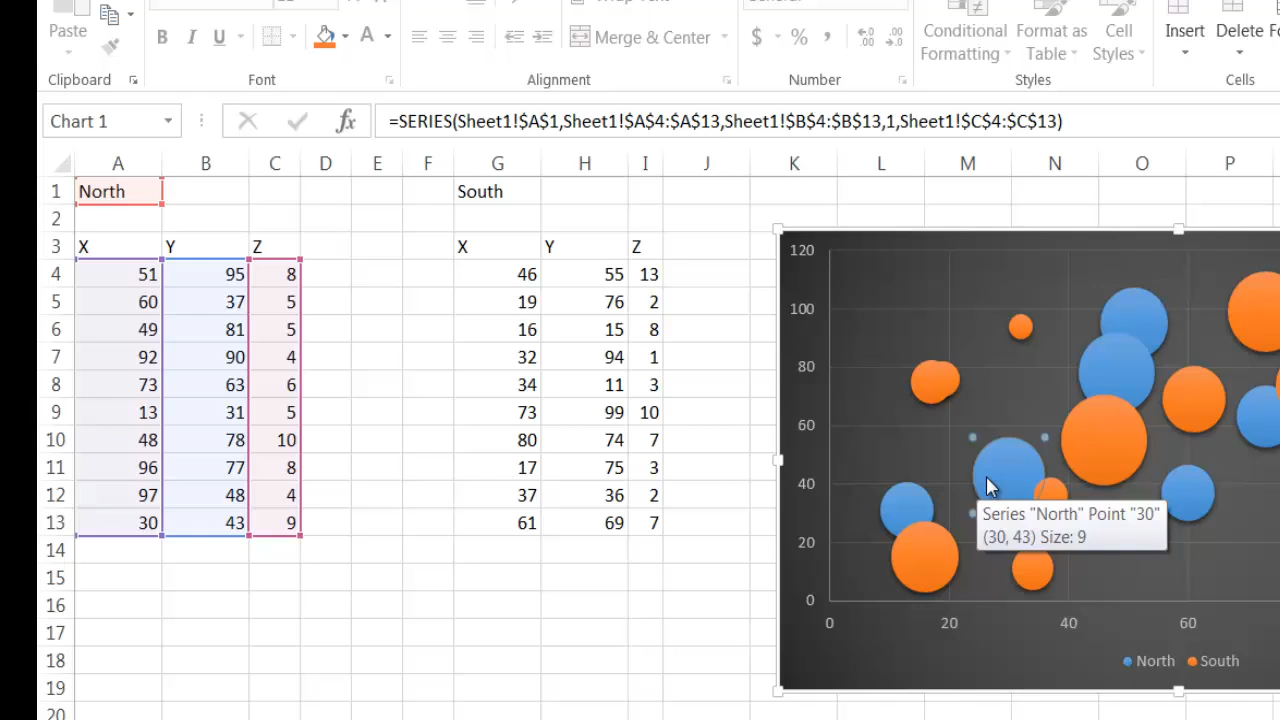 Paste
B I U A
Merge & Center
$ % ,
.00
Conditional Formatting
Format as Table
Cell Styles
Insert
Delete
Clipboard Font Alignment Number Styles Cells
Chart 1 fx =SERIES(Sheet1!$A$1,Sheet1!$A$4:$A$13,Sheet1!$B$4:$B$13,1,Sheet1!$C$4:$C$13)
A B C D E F G H I J K L M N O P
1 North South
2
3 X Y Z X Y Z
4 51 95 8 46 55 13
5 60 37 5 19 76 2
6 49 81 5 16 15 8
7 92 90 4 32 94 1
8 73 63 6 34 11 3
9 13 31 5 73 99 10
10 48 78 10 80 74 7
11 96 77 8 17 75 3
12 97 48 4 37 36 2
13 30 43 9 61 69 7
14
15
16
17
18
19
20
120
100
80
60
40
20
0
0 20 40 60
Series "North" Point "30"
(30, 43) Size: 9
North South